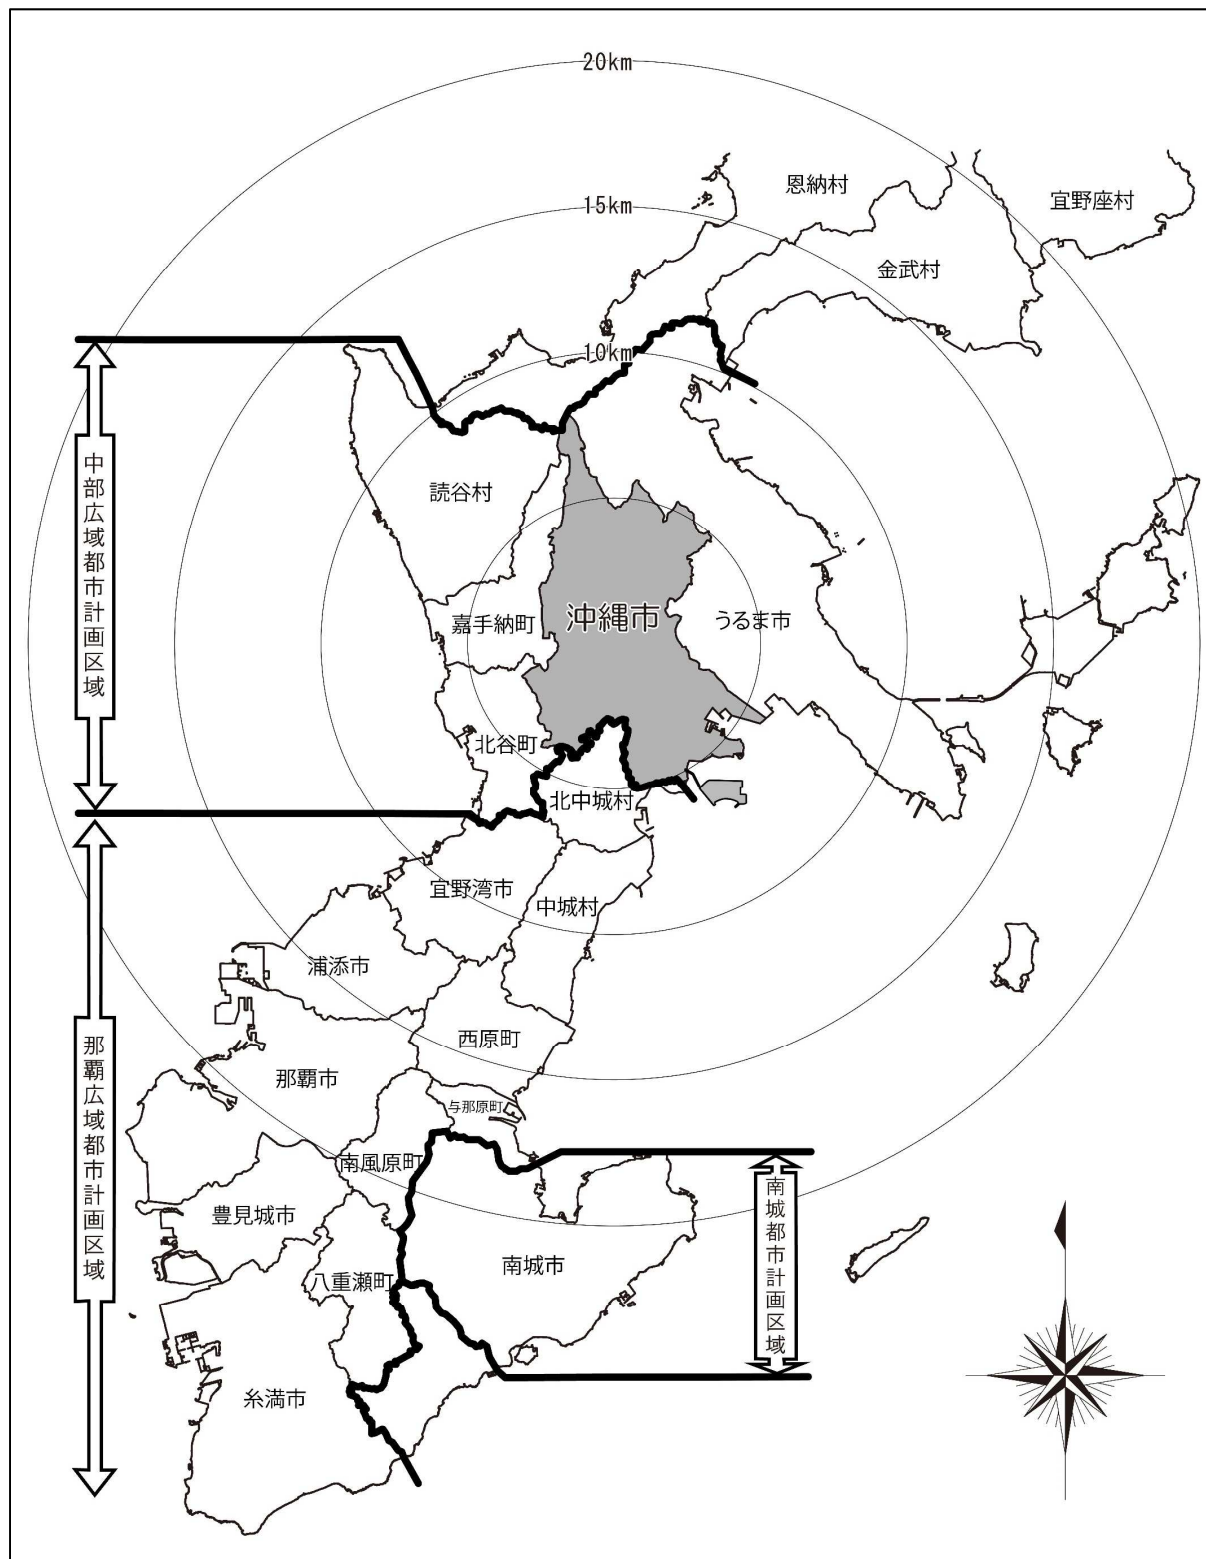 20km
恩納村
宜野座村
15km
金武村
10km
中部広域都市計画区域
読谷村
嘉手納町
沖縄市
うるま市
北谷町
北中城村
宜野湾市
中城村
浦添市
西原町
那覇市
与那原町
那覇広域都市計画区域
南風原町
南城都市計画区域
豊見城市
南城市
八重瀬町
糸満市